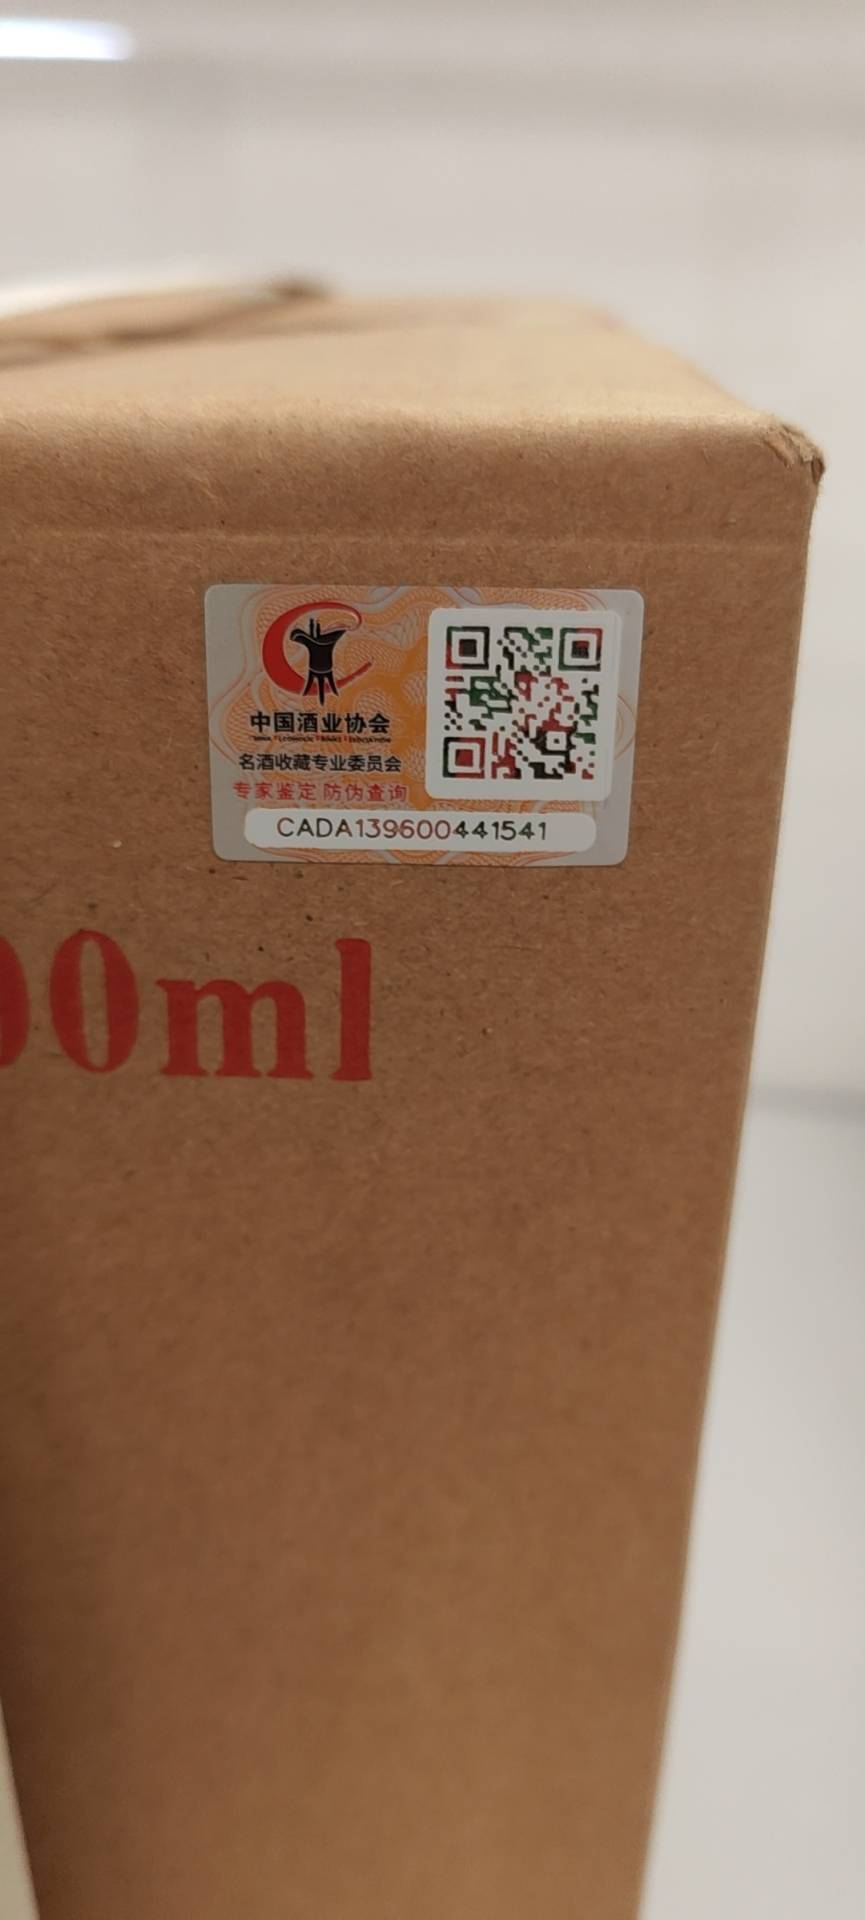 中国酒业协会
名酒收藏专业委员会
专家鉴定 防伪查询
CADA139600441541
00ml